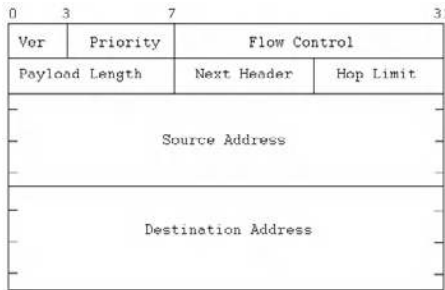 0 3 7 3
Ver Priority Flow Control
Payload Length Next Header Hop Limit
Source Address
Destination Address